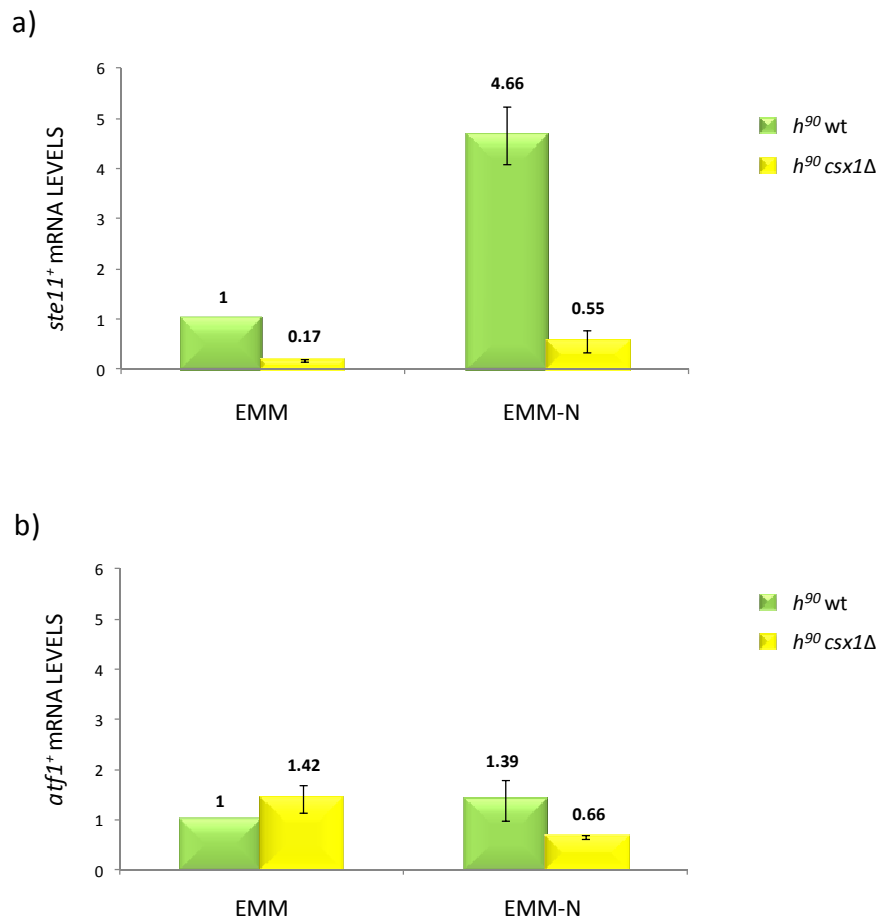 a)
ste11⁺ mRNA LEVELS
6
5
4
3
2
1
0
1
0.17
4.66
0.55
EMM
EMM-N
h⁹⁰ wt
h⁹⁰ csx1Δ
b)
atf1⁺ mRNA LEVELS
6
5
4
3
2
1
0
1
1.42
1.39
0.66
EMM
EMM-N
h⁹⁰ wt
h⁹⁰ csx1Δ